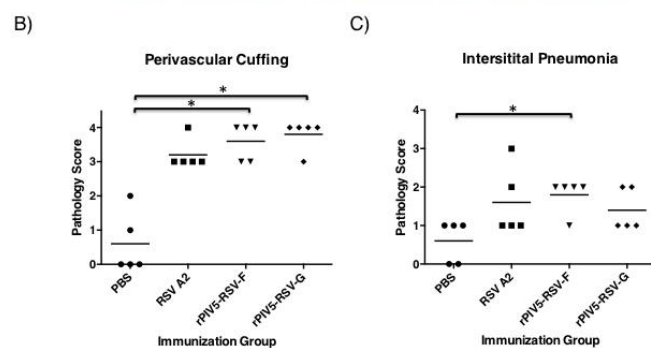 B)
Perivascular Cuffing
*
*
Pathology Score
4
3
2
1
0
PBS
RSV A2
rPIV5-RSV-F
rPIV5-RSV-G
Immunization Group
C)
Intersitital Pneumonia
*
Pathology Score
4
3
2
1
0
PBS
RSV A2
rPIV5-RSV-F
rPIV5-RSV-G
Immunization Group